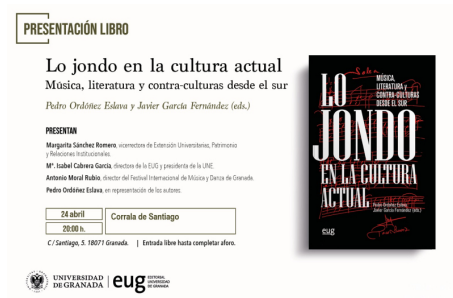 PRESENTACIÓN LIBRO
Lo jondo en la cultura actual
Música, literatura y contra-culturas desde el sur
Pedro Ordóñez Eslava y Javier García Fernández (eds.)
PRESENTAN
Margarita Sánchez Romero, vicerrectora de Extensión Universitaria, Patrimonio
y Relaciones Institucionales.
Mª. Isabel Cabrera García, directora de la EUG y presidenta de la UNE.
Antonio Moral Rubio, director del Festival Internacional de Música y Danza de Granada.
Pedro Ordóñez Eslava, en representación de los autores.
24 abril
20:00 h.
Corrala de Santiago
C/ Santiago, 5. 18071 Granada. | Entrada libre hasta completar aforo.
UNIVERSIDAD
DE GRANADA
eug
EDITORIAL
UNIVERSIDAD
DE GRANADA
LO
MÚSICA,
LITERATURA Y
CONTRA-CULTURAS
DESDE EL SUR
JONDO
EN LA CULTURA
ACTUAL
Pedro Ordóñez Eslava
Javier García Fernández (eds.)
eug